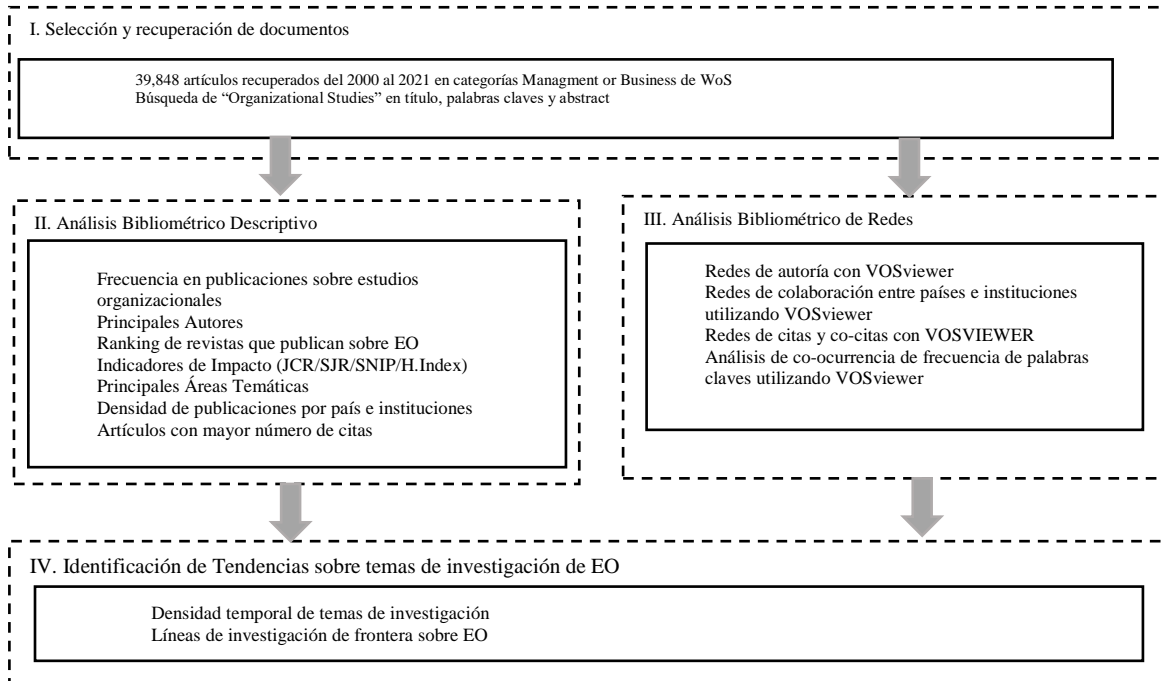 I. Selección y recuperación de documentos
39,848 artículos recuperados del 2000 al 2021 en categorías Managment or Business de WoS
Búsqueda de “Organizational Studies” en título, palabras claves y abstract
II. Análisis Bibliométrico Descriptivo
Frecuencia en publicaciones sobre estudios
organizacionales
Principales Autores
Ranking de revistas que publican sobre EO
Indicadores de Impacto (JCR/SJR/SNIP/H.Index)
Principales Áreas Temáticas
Densidad de publicaciones por país e instituciones
Artículos con mayor número de citas
III. Análisis Bibliométrico de Redes
Redes de autoría con VOSviewer
Redes de colaboración entre países e instituciones
utilizando VOSviewer
Redes de citas y co-citas con VOSVIEWER
Análisis de co-ocurrencia de frecuencia de palabras
claves utilizando VOSviewer
IV. Identificación de Tendencias sobre temas de investigación de EO
Densidad temporal de temas de investigación
Líneas de investigación de frontera sobre EO